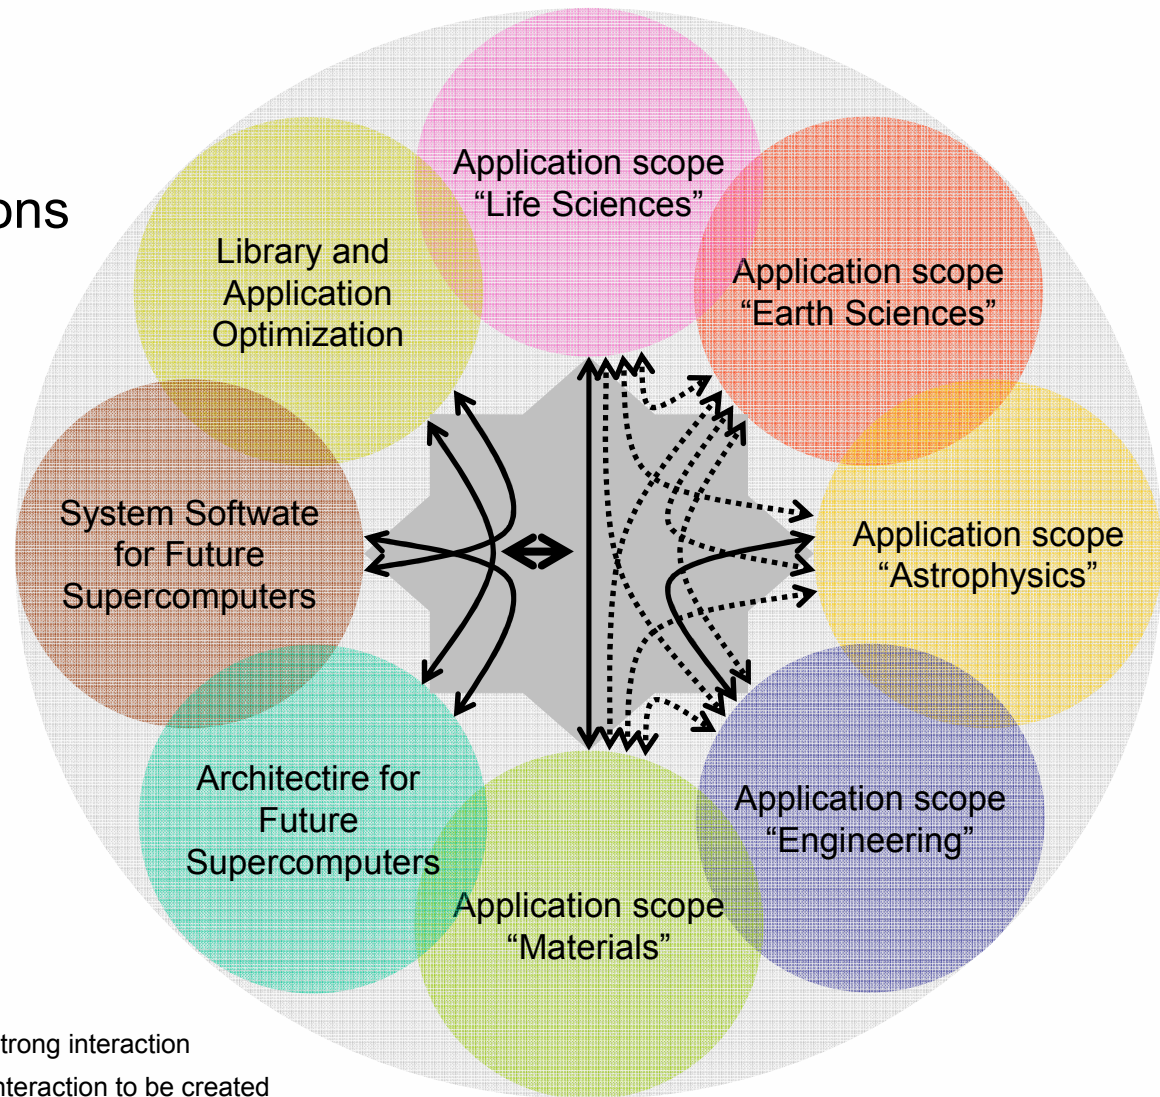 ons
Application scope
“Life Sciences”
Library and
Application
Optimization
Application scope
“Earth Sciences”
System Softwate
for Future
Supercomputers
Application scope
“Astrophysics”
Architectire for
Future
Supercomputers
Application scope
“Engineering”
Application scope
“Materials”
trong interaction
nteraction to be created